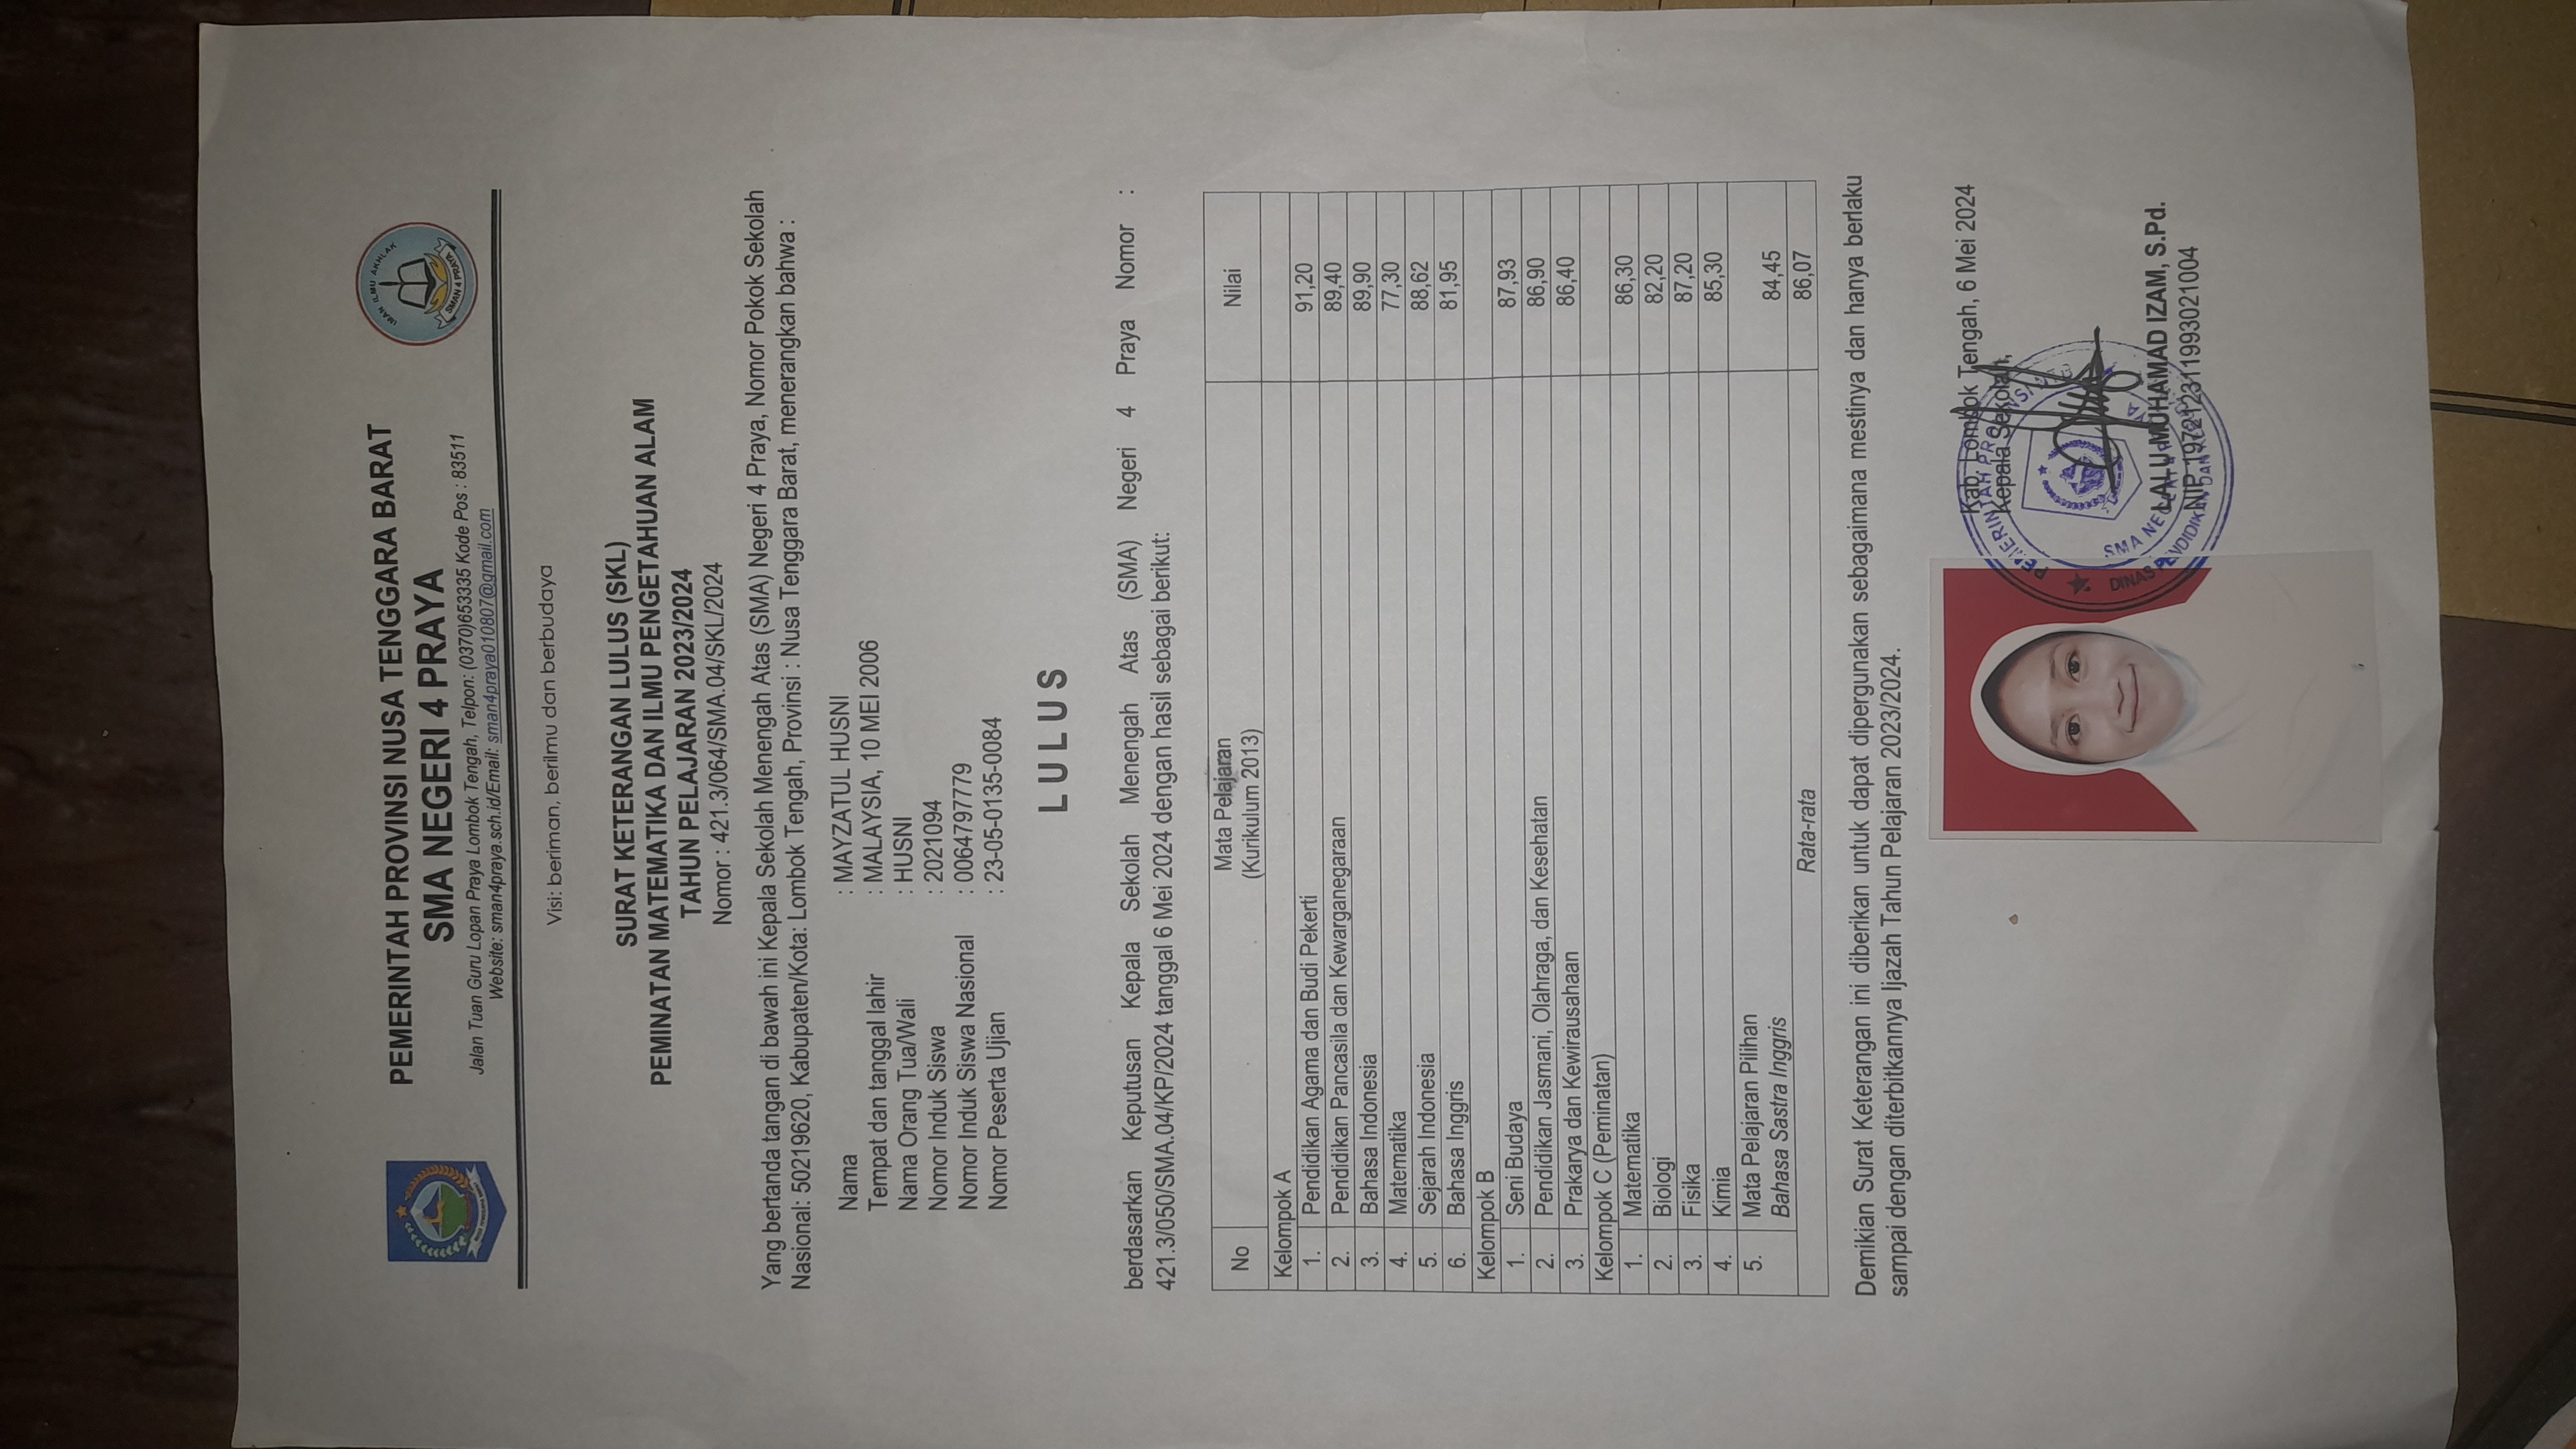 PEMERINTAH PROVINSI NUSA TENGGARA BARAT
SMA NEGERI 4 PRAYA
Jalan Tuan Guru Lopan Praya Lombok Tengah, Telpon: (0370)653335 Kode Pos : 83511
Website: sman4praya.sch.id/Email: sman4praya010807@gmail.com
IMAN ILMU AKHLAK
SMAN 4 PRAYA
Visi: beriman, berilmu dan berbudaya
SURAT KETERANGAN LULUS (SKL)
PEMINATAN MATEMATIKA DAN ILMU PENGETAHUAN ALAM
TAHUN PELAJARAN 2023/2024
Nomor : 421.3/064/SMA.04/SKL/2024
Yang bertanda tangan di bawah ini Kepala Sekolah Menengah Atas (SMA) Negeri 4 Praya, Nomor Pokok Sekolah
Nasional: 50219620, Kabupaten/Kota: Lombok Tengah, Provinsi : Nusa Tenggara Barat, menerangkan bahwa :
Nama : MAYZATUL HUSNI
Tempat dan tanggal lahir : MALAYSIA, 10 MEI 2006
Nama Orang Tua/Wali : HUSNI
Nomor Induk Siswa : 2021094
Nomor Induk Siswa Nasional : 0064797779
Nomor Peserta Ujian : 23-05-0135-0084
L U L U S
berdasarkan Keputusan Kepala Sekolah Menengah Atas (SMA) Negeri 4 Praya Nomor :
421.3/050/SMA.04/KP/2024 tanggal 6 Mei 2024 dengan hasil sebagai berikut:
No Mata Pelajaran Nilai
(Kurikulum 2013)
Kelompok A
1. Pendidikan Agama dan Budi Pekerti 91,20
2. Pendidikan Pancasila dan Kewarganegaraan 89,40
3. Bahasa Indonesia 89,90
4. Matematika 77,30
5. Sejarah Indonesia 88,62
6. Bahasa Inggris 81,95
Kelompok B
1. Seni Budaya 87,93
2. Pendidikan Jasmani, Olahraga, dan Kesehatan 86,90
3. Prakarya dan Kewirausahaan 86,40
Kelompok C (Peminatan)
1. Matematika 86,30
2. Biologi 82,20
3. Fisika 87,20
4. Kimia 85,30
5. Mata Pelajaran Pilihan
Bahasa Sastra Inggris 84,45
Rata-rata 86,07
Demikian Surat Keterangan ini diberikan untuk dapat dipergunakan sebagaimana mestinya dan hanya berlaku
sampai dengan diterbitkannya Ijazah Tahun Pelajaran 2023/2024.
Kab. Lombok Tengah, 6 Mei 2024
Kepala Sekolah,
LALU MUHAMAD IZAM, S.Pd.
NIP 197212311993021004